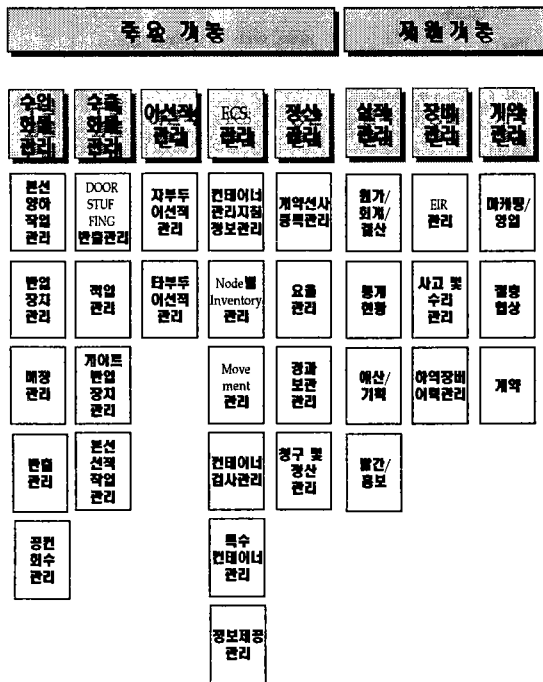 주요 기능
지원기능
수입
화물
관리
수출
화물
관리
이선적
관리
ECS
관리
정산
관리
실적
관리
장비
관리
계약
관리
본선
양하
작업
관리
반입
장치
관리
배정
관리
반출
관리
공컨
회수
관리
DOOR
STUF
FING
반출관리
작업
관리
게이트
반입
장치
관리
본선
선적
작업
관리
자부두
이선적
관리
타부두
이선적
관리
컨테이너
관리지침
정보관리
Node별
Inventory
관리
Move
ment
관리
컨테이너
검사관리
특수
컨테이너
관리
정보제공
관리
계약선사
등록관리
요율
관리
경과
보관
관리
청구 및
정산
관리
원가/
회계/
결산
통계
현황
예산/
기획
발간/
홍보
EIR
관리
사고 및
수리
관리
하역장비
이력관리
마케팅/
영업
협상
계약